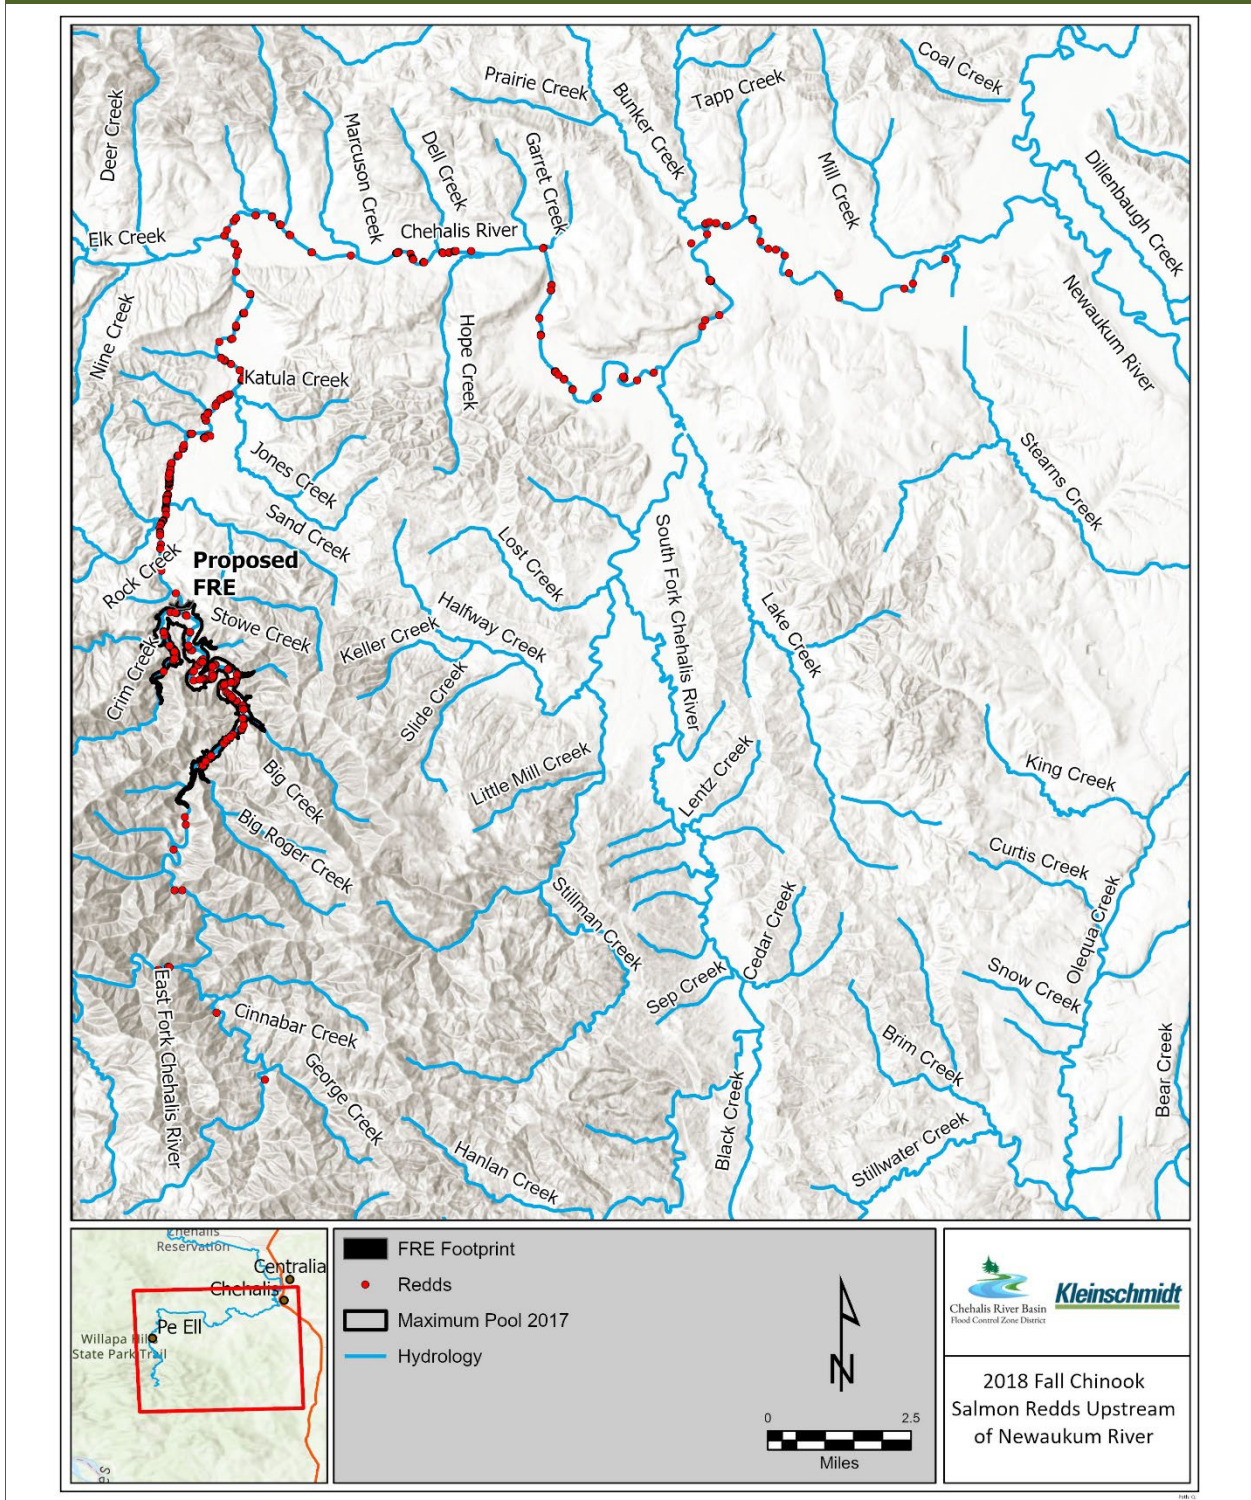 Deer Creek
Prairie Creek
Bunker Creek
Tapp Creek
Coal Creek
Marcuson Creek
Dell Creek
Garret Creek
Mill Creek
Dillenbaugh Creek
Elk Creek
Chehalis River
Newaukum River
Nine Creek
Hope Creek
Katula Creek
Jones Creek
Stearns Creek
Sand Creek
Lost Creek
South Fork Chehalis River
Rock Creek
Proposed
FRE
Stowe Creek
Keller Creek
Halfway Creek
Lake Creek
Crim Creek
Slide Creek
Big Creek
Little Mill Creek
Lentz Creek
King Creek
Big Roger Creek
Curtis Creek
Stillman Creek
Cedar Creek
Olequa Creek
Sep Creek
Snow Creek
East Fork Chehalis River
Cinnabar Creek
Brim Creek
Bear Creek
George Creek
Black Creek
Hanlan Creek
Stillwater Creek
Chehalis
Reservation
Centralia
Chehalis
Pe Ell
Willapa Hil
State Park Trail
FRE Footprint
Redds
Maximum Pool 2017
Hydrology
N
0 2.5
Miles
Chehalis River Basin
Flood Control Zone District
Kleinschmidt
2018 Fall Chinook
Salmon Redds Upstream
of Newaukum River